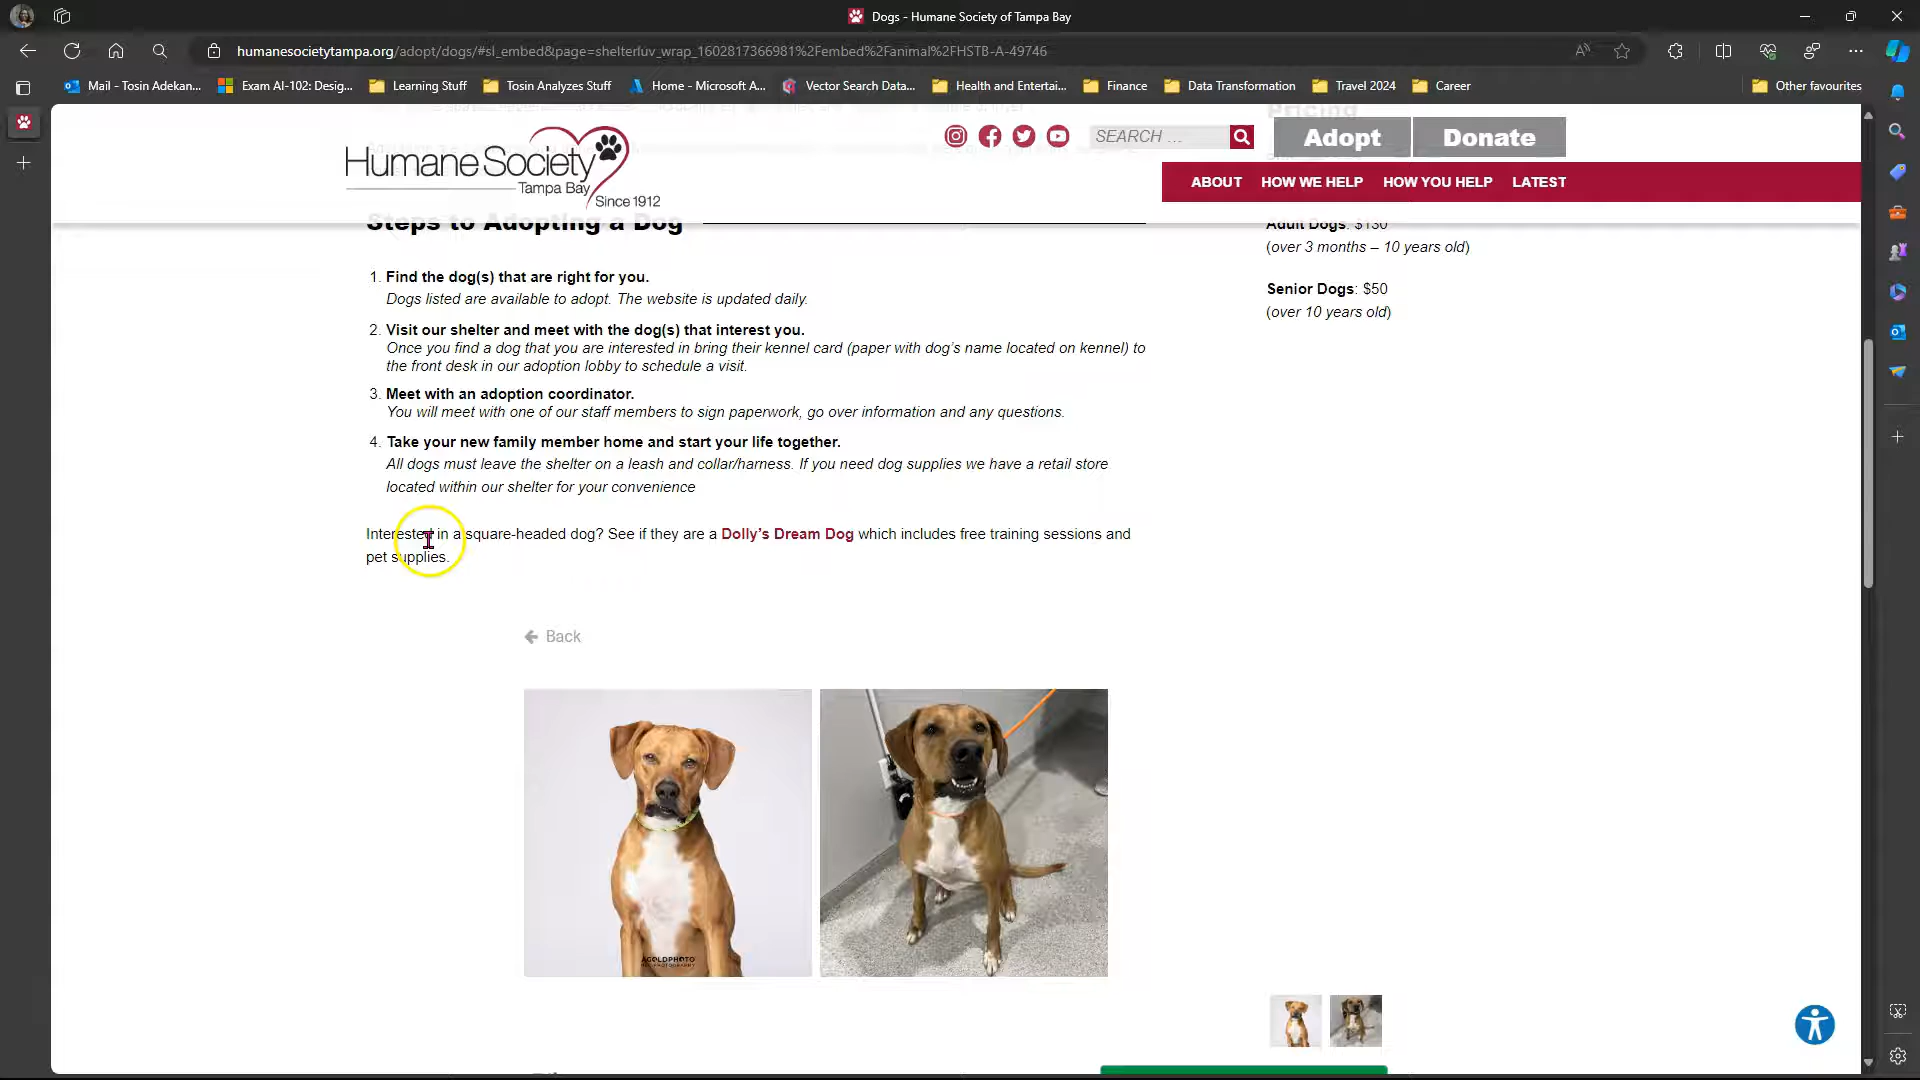 Dogs - Humane Society of Tampa Bay
humanesocietytampa.org/adopt/dogs/#sl_embed&page=shelterluv_wrap_1602817366981%2Fembed%2Fanimal%2FHSTB-A-49746
Mail - Tosin Adekan...
Exam AI-102: Desig...
Learning Stuff
Tosin Analyzes Stuff
Home - Microsoft A...
Vector Search Data...
Health and Entertai...
Finance
Data Transformation
Travel 2024
Career
Other favourites
Pricing
Humane Society
Tampa Bay
Since 1912
SEARCH ...
Adopt
Donate
ABOUT
HOW WE HELP
HOW YOU HELP
LATEST
Steps to Adopting a Dog
1. Find the dog(s) that are right for you.
Dogs listed are available to adopt. The website is updated daily.
2. Visit our shelter and meet with the dog(s) that interest you.
Once you find a dog that you are interested in bring their kennel card (paper with dog's name located on kennel) to
the front desk in our adoption lobby to schedule a visit.
3. Meet with an adoption coordinator.
You will meet with one of our staff members to sign paperwork, go over information and any questions.
4. Take your new family member home and start your life together.
All dogs must leave the shelter on a leash and collar/harness. If you need dog supplies we have a retail store
located within our shelter for your convenience
Interested in a square-headed dog? See if they are a Dolly's Dream Dog which includes free training sessions and
pet supplies.
Adult Dogs: $130
(over 3 months – 10 years old)
Senior Dogs: $50
(over 10 years old)
Back
AGOLDPHOTO
PET PHOTOGRAPHY